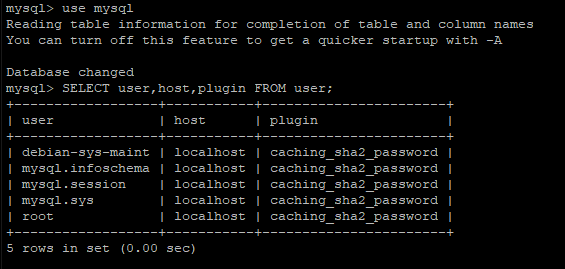 mysql> use mysql
Reading table information for completion of table and column names
You can turn off this feature to get a quicker startup with -A

Database changed
mysql> SELECT user,host,plugin FROM user;
+------------------+-----------+-----------------------+
| user             | host      | plugin                |
+------------------+-----------+-----------------------+
| debian-sys-maint | localhost | caching_sha2_password |
| mysql.infoschema | localhost | caching_sha2_password |
| mysql.session    | localhost | caching_sha2_password |
| mysql.sys        | localhost | caching_sha2_password |
| root             | localhost | caching_sha2_password |
+------------------+-----------+-----------------------+
5 rows in set (0.00 sec)